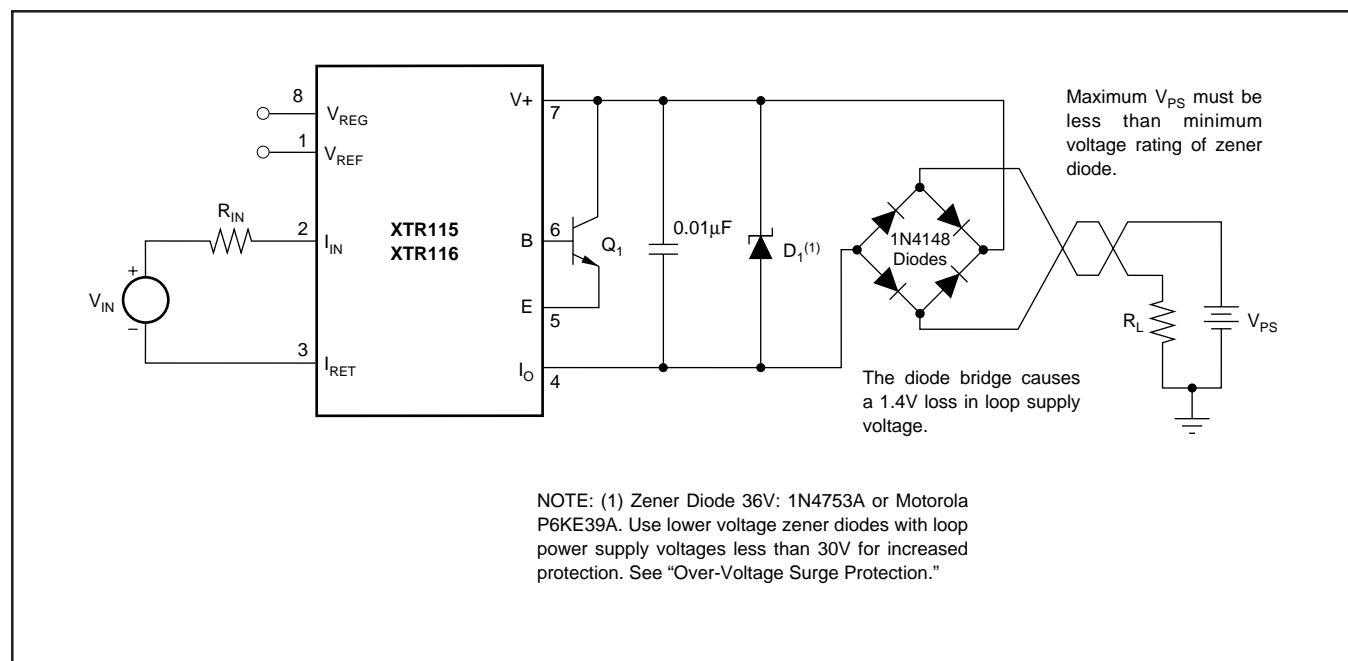 8
V_REG
1
V_REF
R_IN
2
I_IN
+
V_IN
–
3
I_RET
XTR115
XTR116
V+
7
6
B
Q_1
E
5
I_O
4
0.01μF
D_1^(1)
1N4148
Diodes
Maximum V_PS must be
less than minimum
voltage rating of zener
diode.
R_L
V_PS
The diode bridge causes
a 1.4V loss in loop supply
voltage.
NOTE: (1) Zener Diode 36V: 1N4753A or Motorola
P6KE39A. Use lower voltage zener diodes with loop
power supply voltages less than 30V for increased
protection. See “Over-Voltage Surge Protection.”